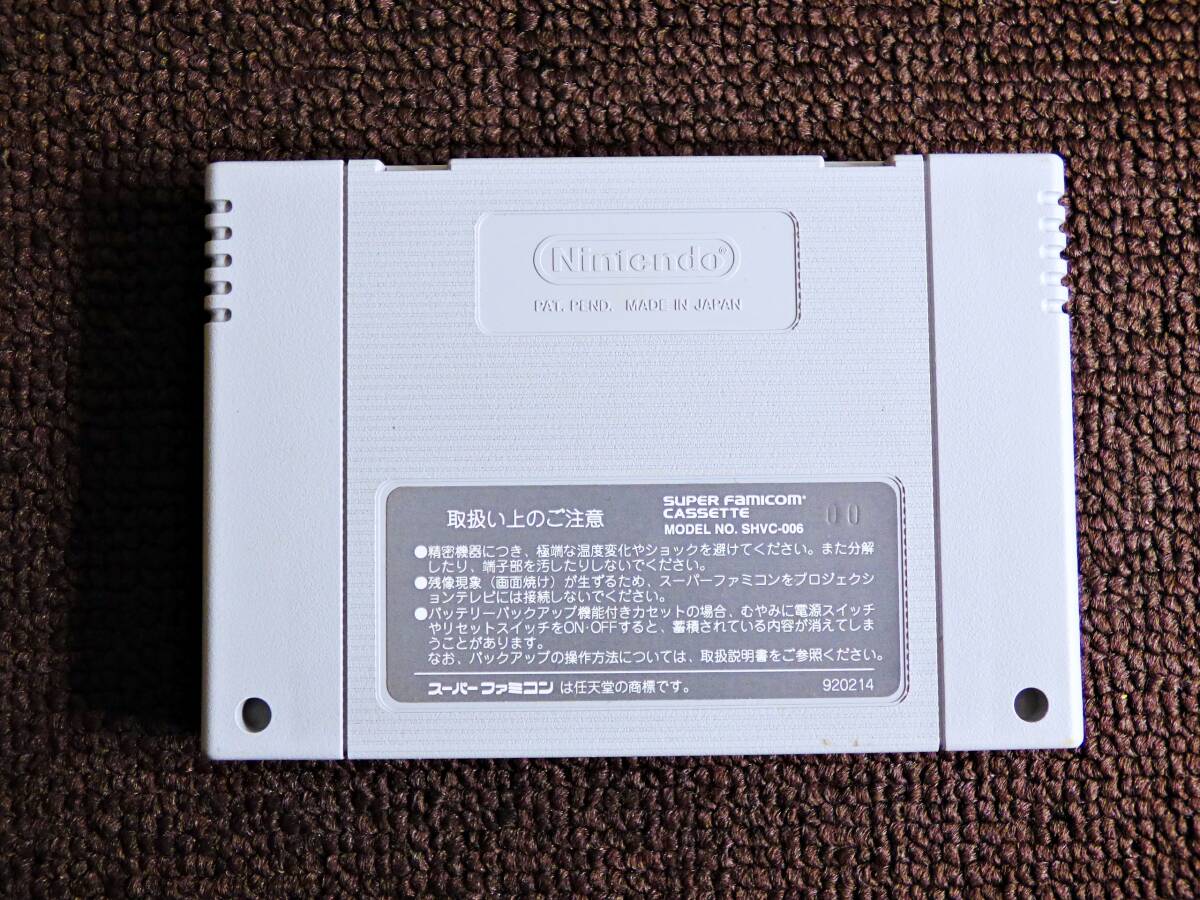 Nintendo®
PAT. PEND. MADE IN JAPAN
取扱い上のご注意
SUPER FAMICOM®
CASSETTE
MODEL NO. SHVC-006
00
●精密機器につき、極端な温度変化やショックを避けてください。また分解
したり、端子部を汚したりしないでください。
●残像現象（画面焼け）が生ずるため、スーパーファミコンをプロジェクシ
ョンテレビには接続しないでください。
●バッテリーバックアップ機能付きカセットの場合、むやみに電源スイッチ
やリセットスイッチをON·OFFすると、蓄積されている内容が消えてしま
うことがあります。
なお、バックアップの操作方法については、取扱説明書をご参照ください。
スーパーファミコン は任天堂の商標です。 920214